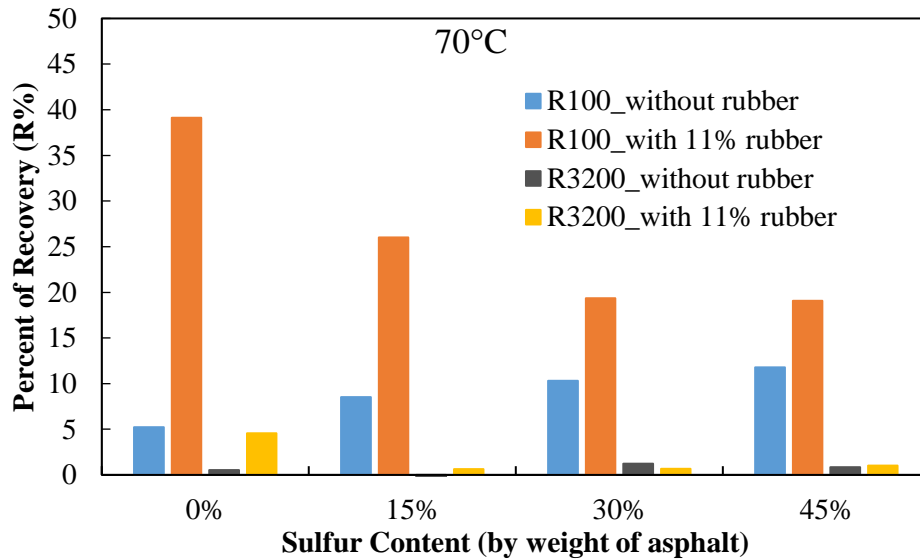 70°C
Percent of Recovery (R%)
50
45
40
35
30
25
20
15
10
5
0
R100_without rubber
R100_with 11% rubber
R3200_without rubber
R3200_with 11% rubber
0%
15%
30%
45%
Sulfur Content (by weight of asphalt)